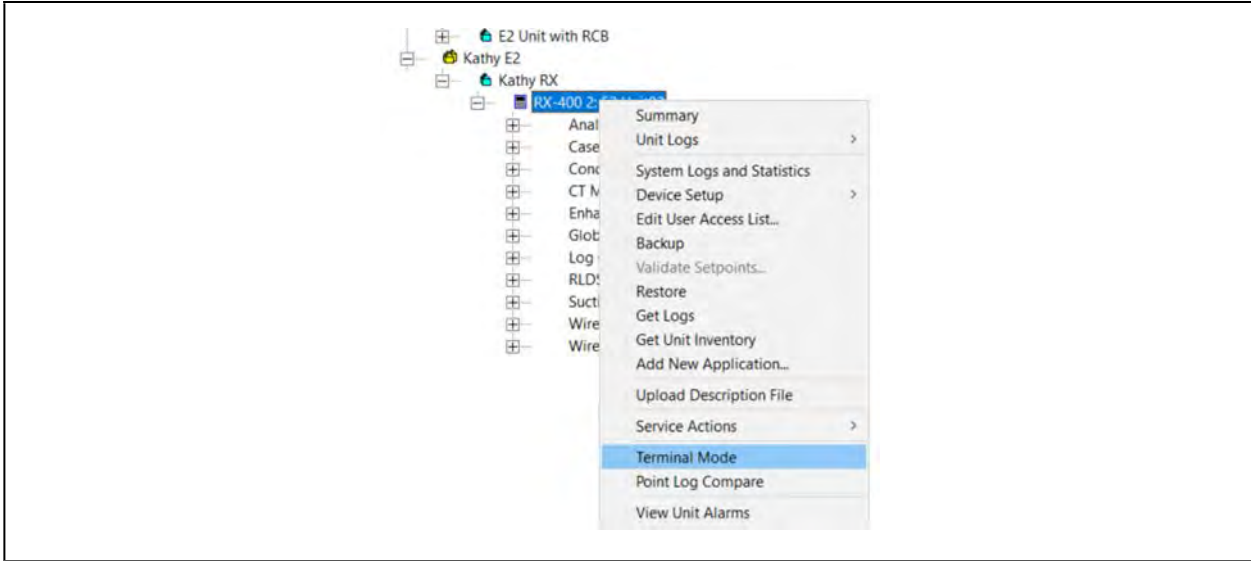 E2 Unit with RCB
Kathy E2
Kathy RX
RX-400 2:
Summary
Anal
Unit Logs
Case
Cond
System Logs and Statistics
CT M
Device Setup
Enha
Edit User Access List...
Glob
Backup
Log
Validate Setpoints...
RLDS
Restore
Sucti
Get Logs
Wire
Get Unit Inventory
Wire
Add New Application...
Upload Description File
Service Actions
Terminal Mode
Point Log Compare
View Unit Alarms